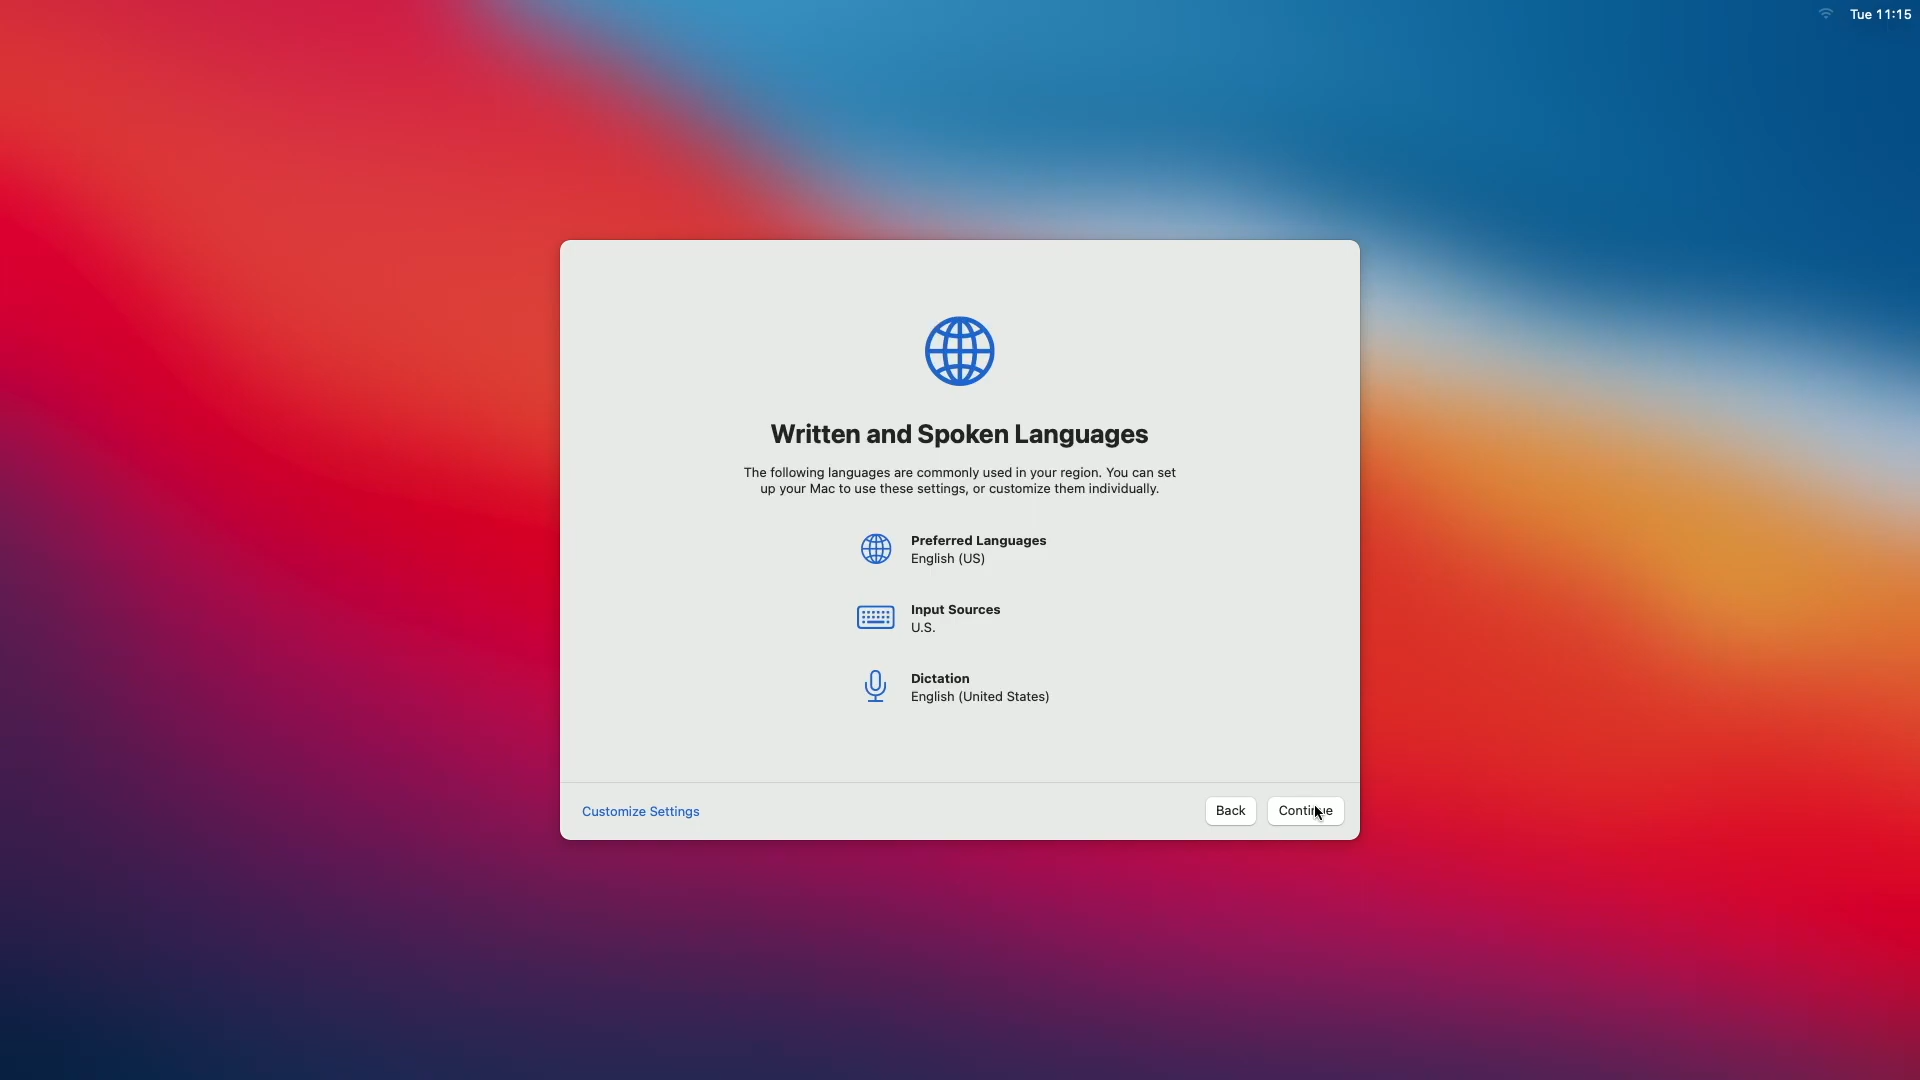 Tue 11:15
Written and Spoken Languages
The following languages are commonly used in your region. You can set
up your Mac to use these settings, or customize them individually.
Preferred Languages
English (US)
Input Sources
U.S.
Dictation
English (United States)
Customize Settings
Back
Continue